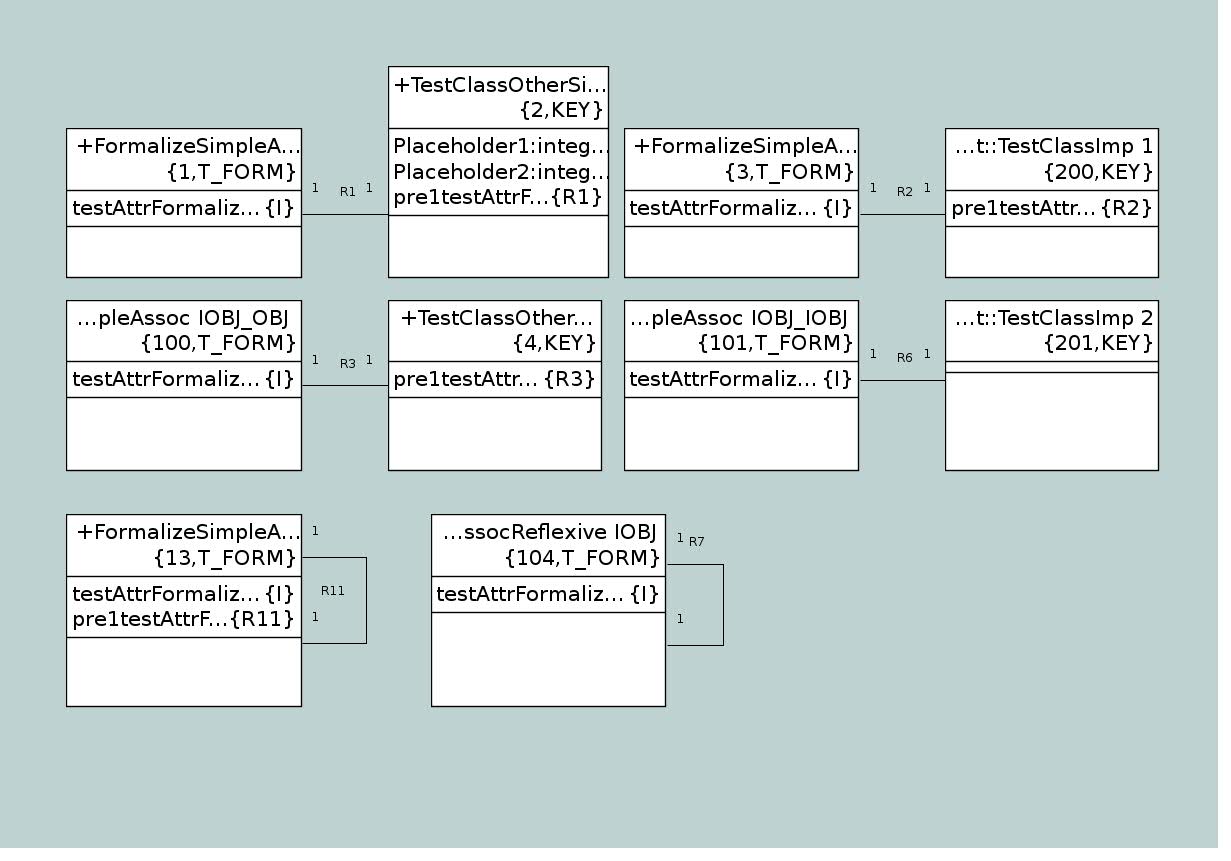 +TestClassOtherSi...
{2,KEY}
Placeholder1:integ...
Placeholder2:integ...
pre1testAttrF...{R1}
+FormalizeSimpleA...
{1,T_FORM}
testAttrFormaliz... {I}
1 R1 1
+FormalizeSimpleA...
{3,T_FORM}
testAttrFormaliz... {I}
1 R2 1
...t::TestClassImp 1
{200,KEY}
pre1testAttr... {R2}
...pleAssoc IOBJ_OBJ
{100,T_FORM}
testAttrFormaliz... {I}
1 R3 1
+TestClassOther...
{4,KEY}
pre1testAttr... {R3}
...pleAssoc IOBJ_IOBJ
{101,T_FORM}
testAttrFormaliz... {I}
1 R6 1
...t::TestClassImp 2
{201,KEY}
+FormalizeSimpleA...
{13,T_FORM}
testAttrFormaliz... {I}
pre1testAttrF...{R11}
1
R11
1
...ssocReflexive IOBJ
{104,T_FORM}
testAttrFormaliz... {I}
1 R7
1